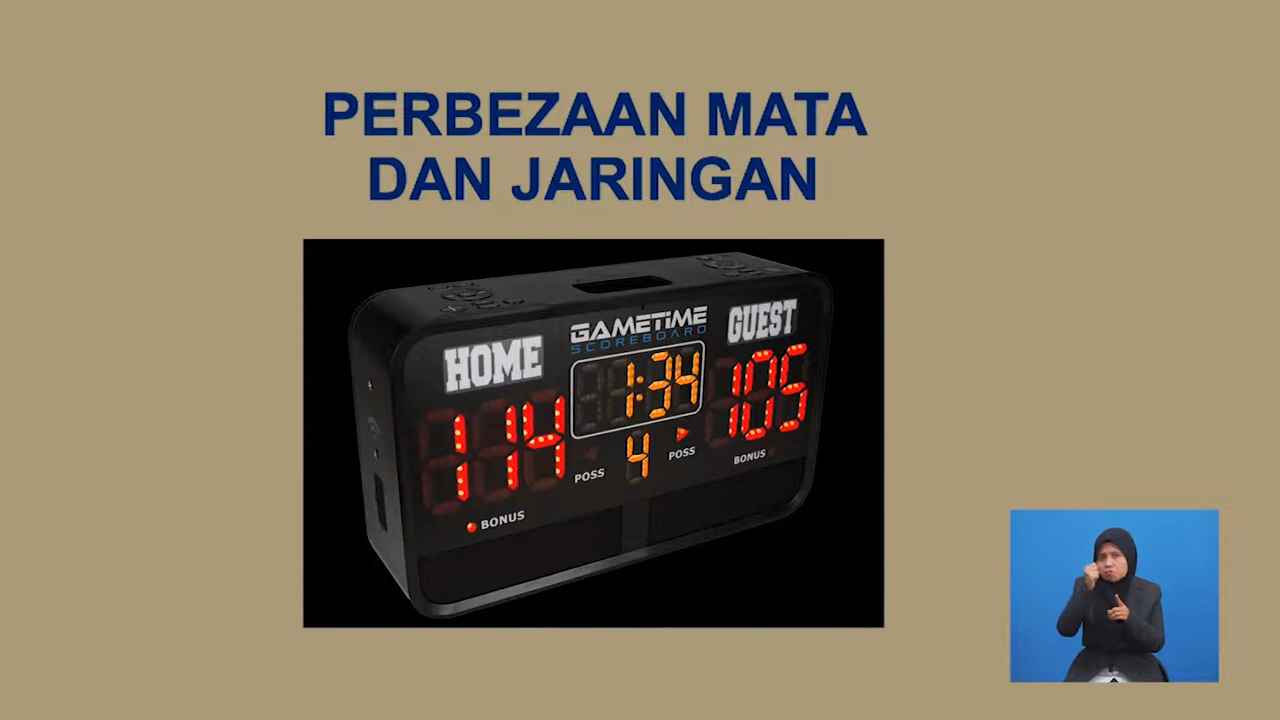 PERBEZAAN MATA
DAN JARINGAN
GAMETIME
SCOREBOARD
HOME
GUEST
1:34
114
105
4
POSS
POSS
BONUS
BONUS